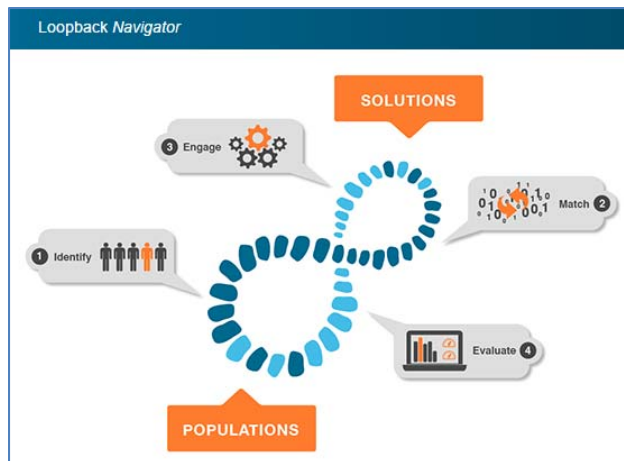 Loopback Navigator
SOLUTIONS
3 Engage
Match 2
1 Identify
Evaluate 4
POPULATIONS